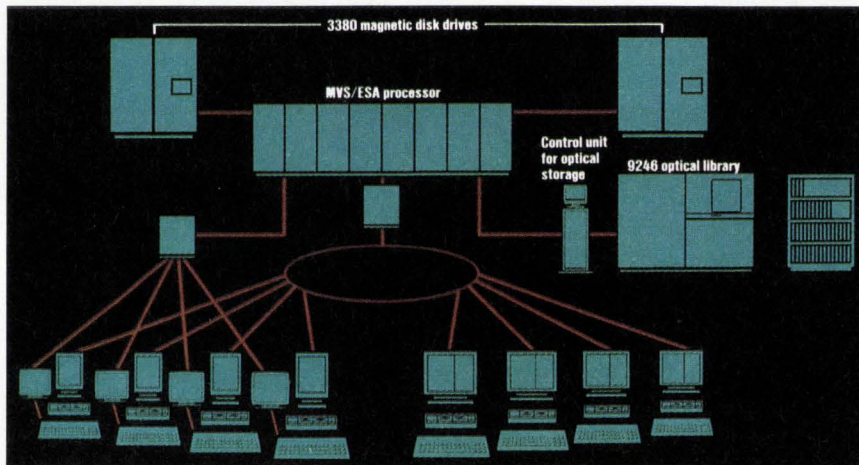 3380 magnetic disk drives
MVS/ESA processor
Control unit
for optical
storage
9246 optical library